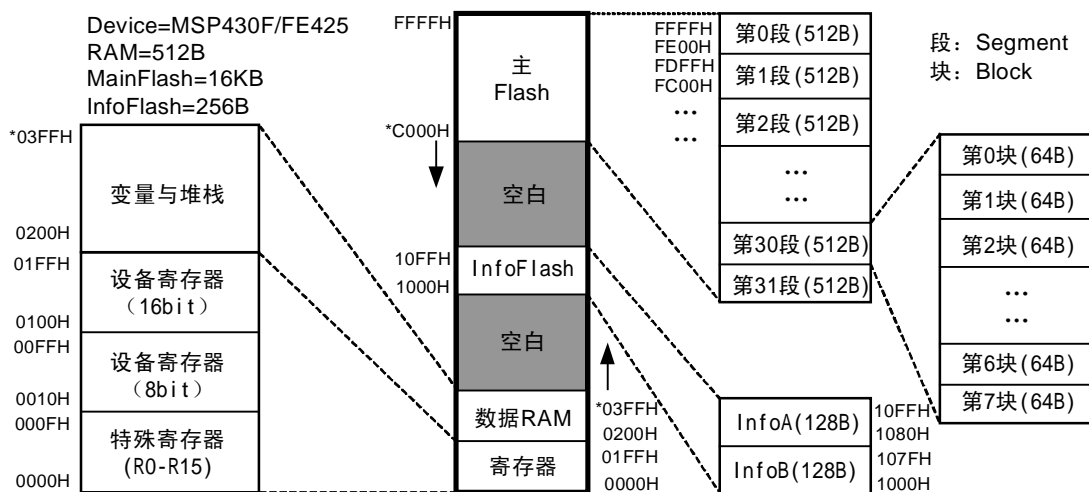 Device=MSP430F/FE425
RAM=512B
MainFlash=16KB
InfoFlash=256B
*03FFH
变量与堆栈
0200H
01FFH
设备寄存器
（16bit）
0100H
00FFH
设备寄存器
（8bit）
0010H
000FH
特殊寄存器
(R0-R15)
0000H
FFFFH
主
Flash
*C000H
空白
10FFH
InfoFlash
1000H
空白
数据RAM
寄存器
*03FFH
0200H
01FFH
0000H
FFFFH
FE00H
FDFFH
FC00H
...
...
第0段(512B)
第1段(512B)
第2段(512B)
...
...
第30段(512B)
第31段(512B)
InfoA(128B)
InfoB(128B)
10FFH
1080H
107FH
1000H
段：Segment
块：Block
第0块(64B)
第1块(64B)
第2块(64B)
...
...
第6块(64B)
第7块(64B)